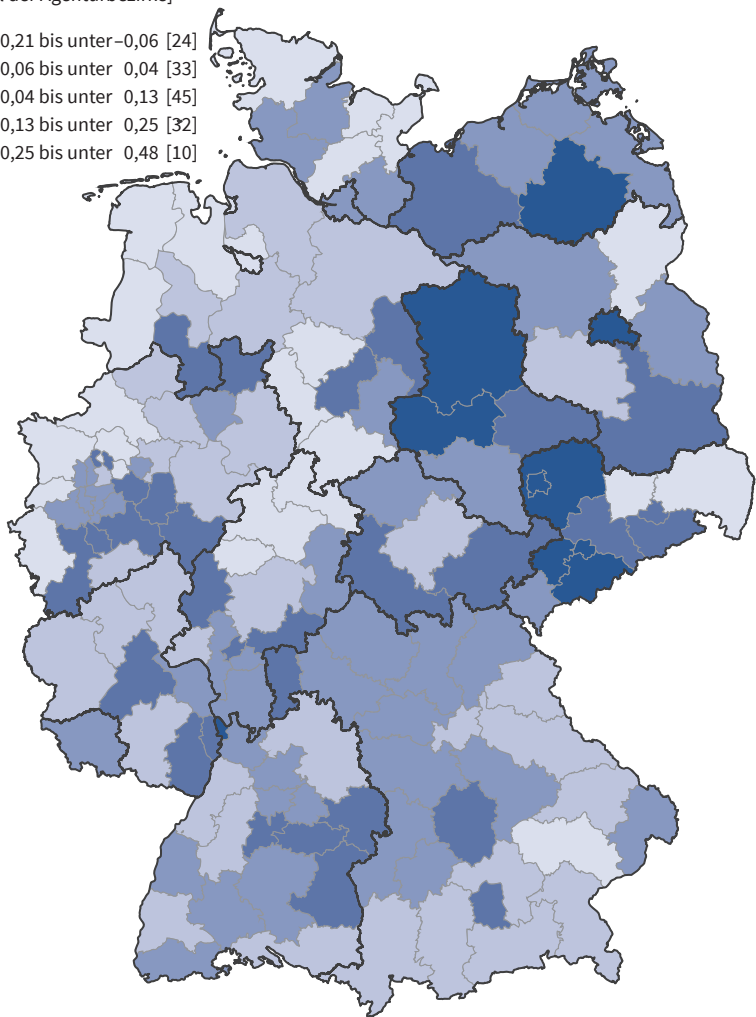 0,21 bis unter –0,06 [24]
0,06 bis unter 0,04 [33]
0,04 bis unter 0,13 [45]
0,13 bis unter 0,25 [32]
0,25 bis unter 0,48 [10]